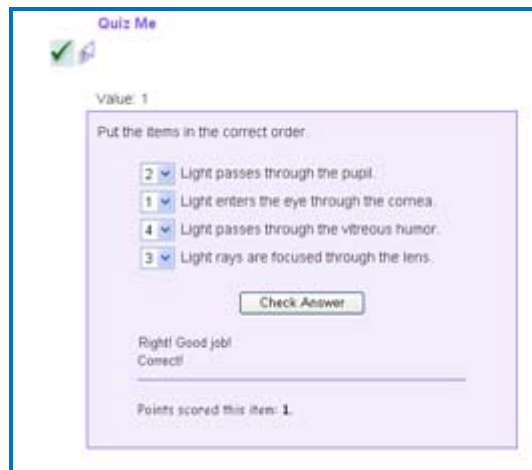 Quiz Me
Value: 1
Put the items in the correct order.
2 Light passes through the pupil.
1 Light enters the eye through the cornea.
4 Light passes through the vitreous humor.
3 Light rays are focused through the lens.
Check Answer
Right! Good job!
Correct!
Points scored this item: 1.